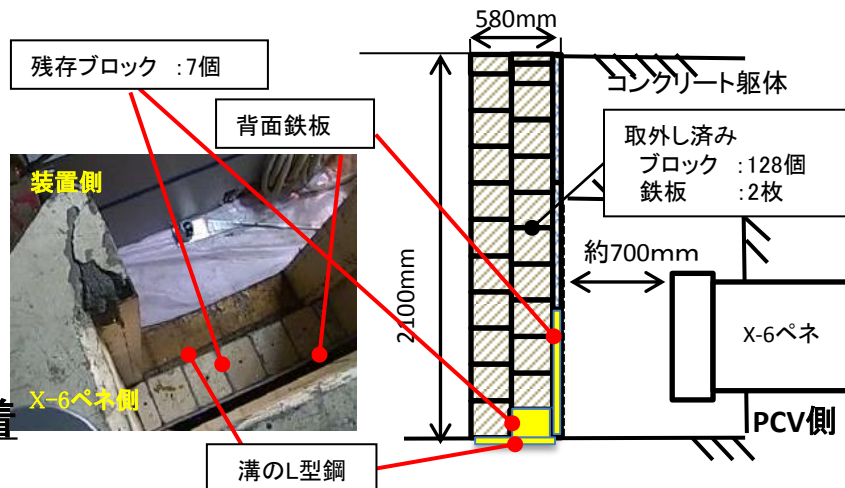 580mm
残存ブロック :7個
コンクリート躯体
背面鉄板
取外し済み
ブロック :128個
鉄板 :2枚
装置側
約700mm
2100mm
X-6ペネ
X-6ペネ側
着
PCV側
溝のL型鋼